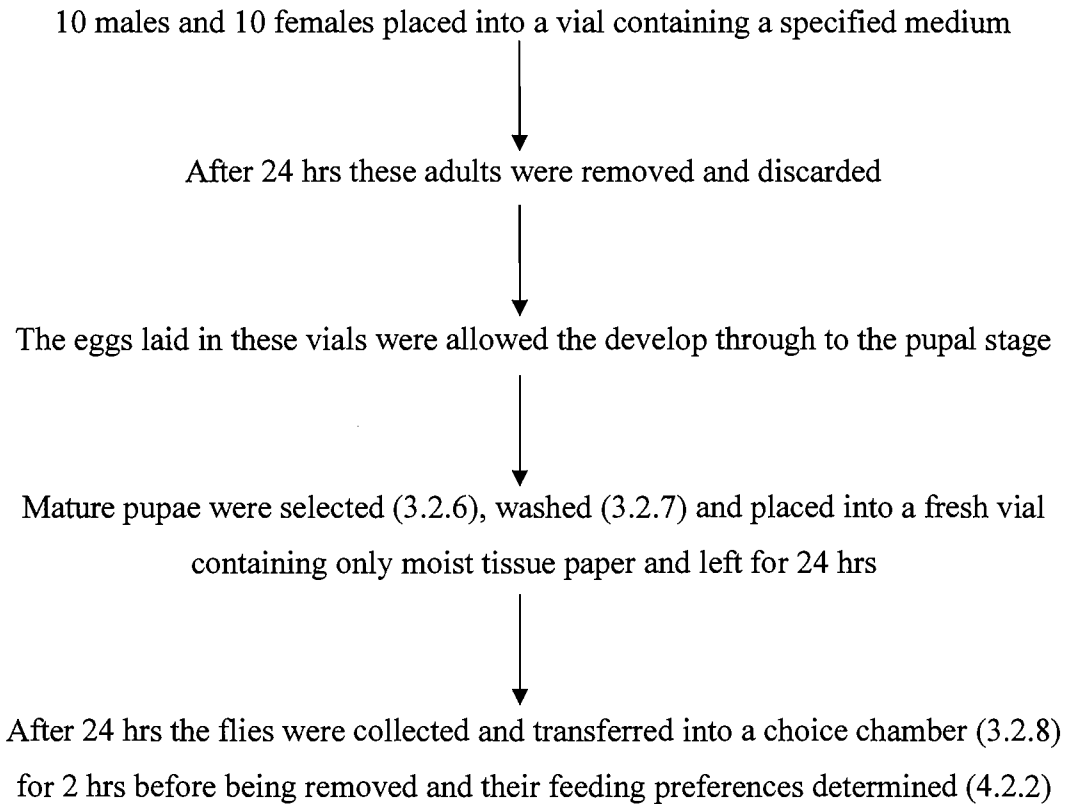 10 males and 10 females placed into a vial containing a specified medium
After 24 hrs these adults were removed and discarded
The eggs laid in these vials were allowed the develop through to the pupal stage
Mature pupae were selected (3.2.6), washed (3.2.7) and placed into a fresh vial
containing only moist tissue paper and left for 24 hrs
After 24 hrs the flies were collected and transferred into a choice chamber (3.2.8)
for 2 hrs before being removed and their feeding preferences determined (4.2.2)